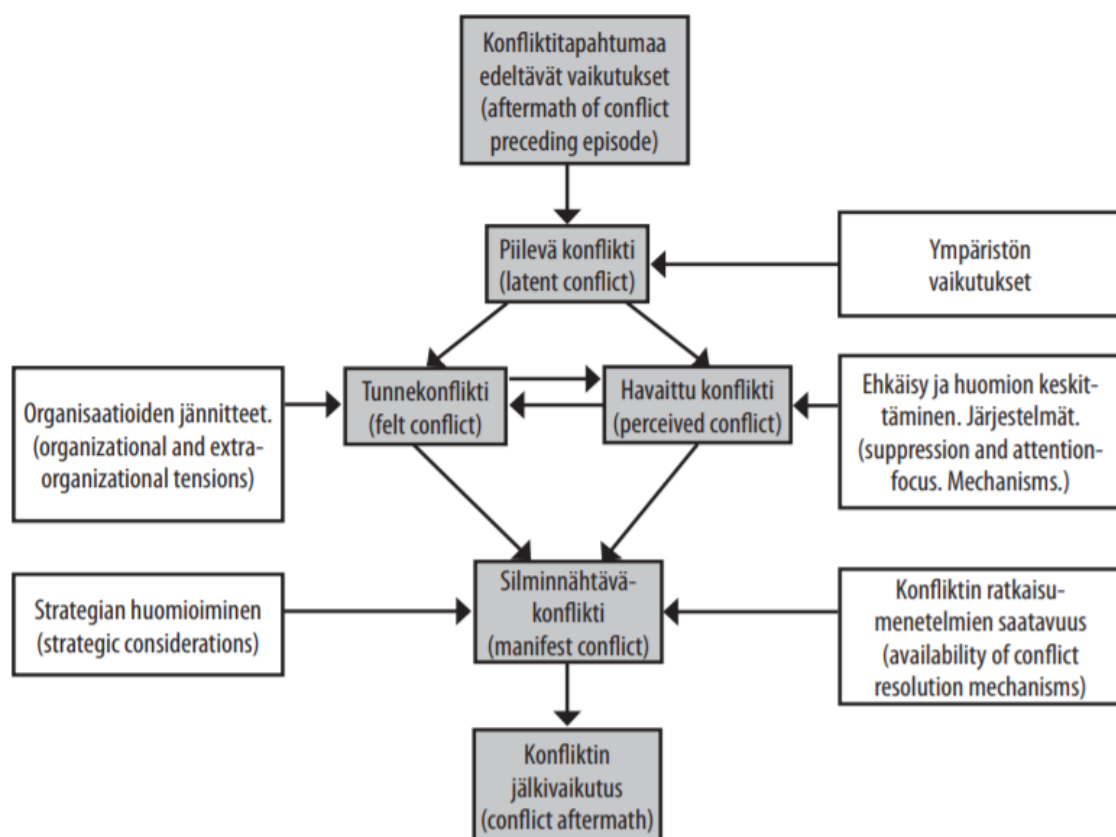 Konfliktitapahtumaa
edeltävät vaikutukset
(aftermath of conflict
preceding episode)
Piilevä konflikti
(latent conflict)
Ympäristön
vaikutukset
Organisaatioiden jännitteet.
(organizational and extra-
organizational tensions)
Tunnekonflikti
(felt conflict)
Havaittu konflikti
(perceived conflict)
Ehkäisy ja huomion keskit-
täminen. Järjestelmät.
(suppression and attention-
focus. Mechanisms.)
Strategian huomioiminen
(strategic considerations)
Silminnähtävä-
konflikti
(manifest conflict)
Konfliktin ratkaisu-
menetelmien saatavuus
(availability of conflict
resolution mechanisms)
Konfliktin
jälkivaikutus
(conflict aftermath)